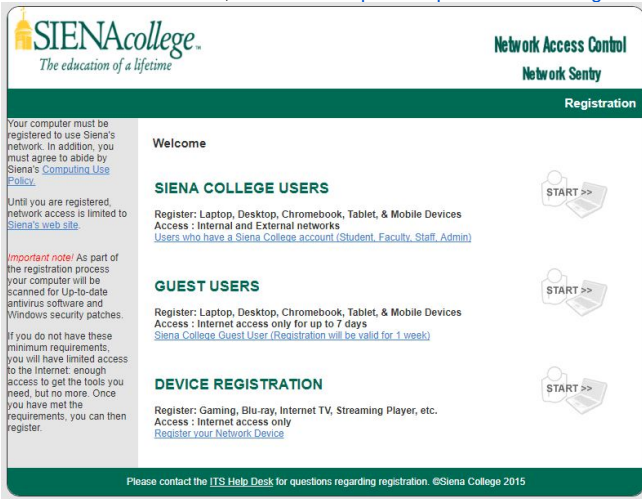 SIENAcollege
The education of a lifetime
Network Access Control
Network Sentry
Registration
Your computer must be
registered to use Siena's
network. In addition, you
must agree to abide by
Siena's Computing Use
Policy.
Until you are registered,
network access is limited to
Siena's web site.
Important note! As part of
the registration process
your computer will be
scanned for Up-to-date
antivirus software and
Windows security patches.
If you do not have these
minimum requirements,
you will have limited access
to the Internet: enough
access to get the tools you
need, but no more. Once
you have met the
requirements, you can then
register.
Welcome
SIENA COLLEGE USERS
Register: Laptop, Desktop, Chromebook, Tablet, & Mobile Devices
Access : Internal and External networks
Users who have a Siena College account (Student, Faculty, Staff, Admin)
START >>
GUEST USERS
Register: Laptop, Desktop, Chromebook, Tablet, & Mobile Devices
Access : Internet access only for up to 7 days
Siena College Guest User (Registration will be valid for 1 week)
START >>
DEVICE REGISTRATION
Register: Gaming, Blu-ray, Internet TV, Streaming Player, etc.
Access : Internet access only
Register your Network Device
START >>
Please contact the ITS Help Desk for questions regarding registration. ©Siena College 2015